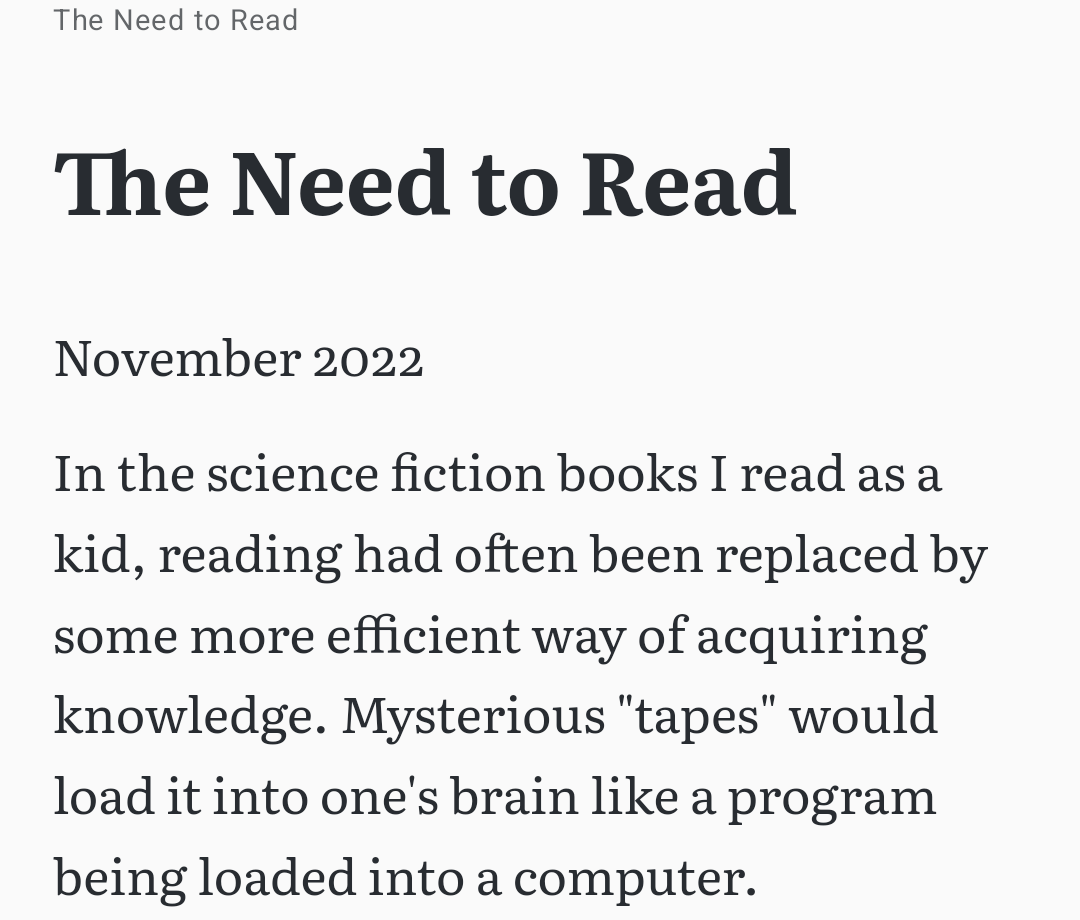 The Need to Read
The Need to Read
November 2022
In the science fiction books I read as a
kid, reading had often been replaced by
some more efficient way of acquiring
knowledge. Mysterious "tapes" would
load it into one's brain like a program
being loaded into a computer.